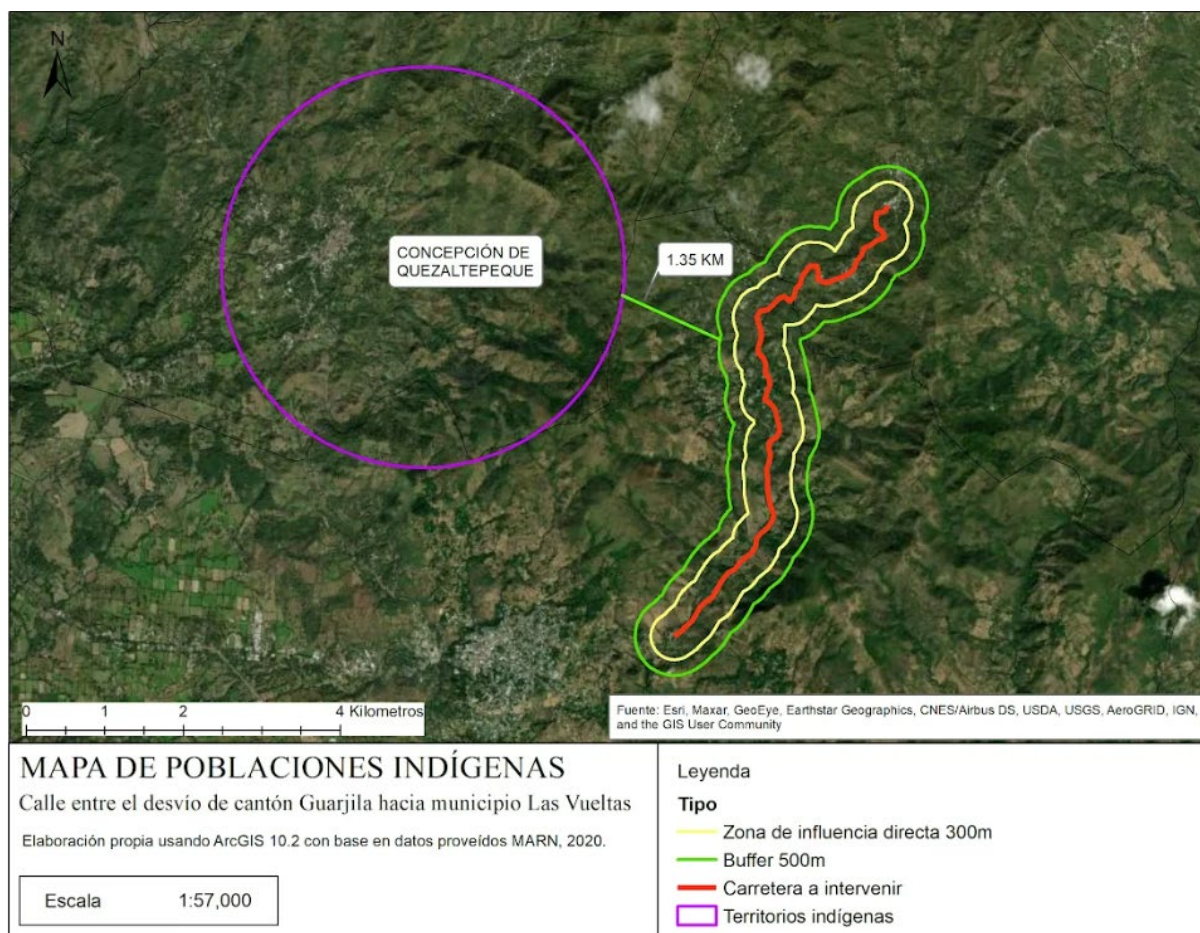 N
CONCEPCIÓN DE
QUEZALTEPEQUE
1.35 KM
0 1 2 4 Kilometros
Fuente: Esri, Maxar, GeoEye, Earthstar Geographics, CNES/Airbus DS, USDA, USGS, AeroGRID, IGN,
and the GIS User Community
MAPA DE POBLACIONES INDÍGENAS
Calle entre el desvío de cantón Guarjila hacia municipio Las Vueltas
Elaboración propia usando ArcGIS 10.2 con base en datos proveídos MARN, 2020.
Escala 1:57,000
Leyenda
Tipo
Zona de influencia directa 300m
Buffer 500m
Carretera a intervenir
Territorios indígenas